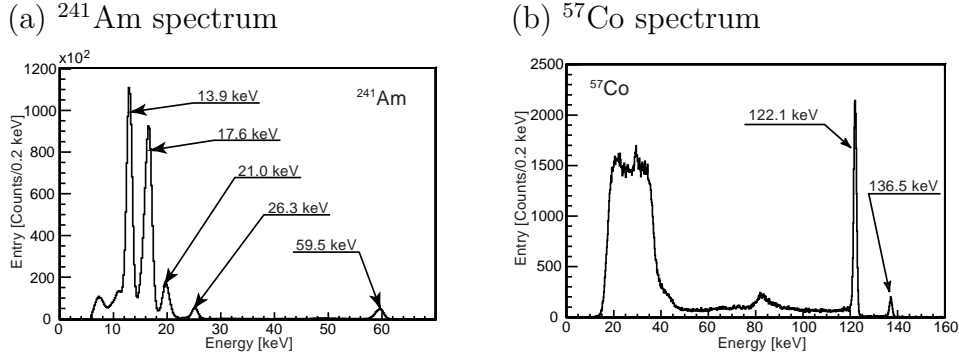 (a) ²⁴¹Am spectrum
x10²
1200
1000
800
600
400
200
0
Entry [Counts/0.2 keV]
²⁴¹Am
13.9 keV
17.6 keV
21.0 keV
26.3 keV
59.5 keV
0 10 20 30 40 50 60
Energy [keV]
(b) ⁵⁷Co spectrum
2500
2000
1500
1000
500
0
Entry [Counts/0.2 keV]
⁵⁷Co
122.1 keV
136.5 keV
0 20 40 60 80 100 120 140 160
Energy [keV]